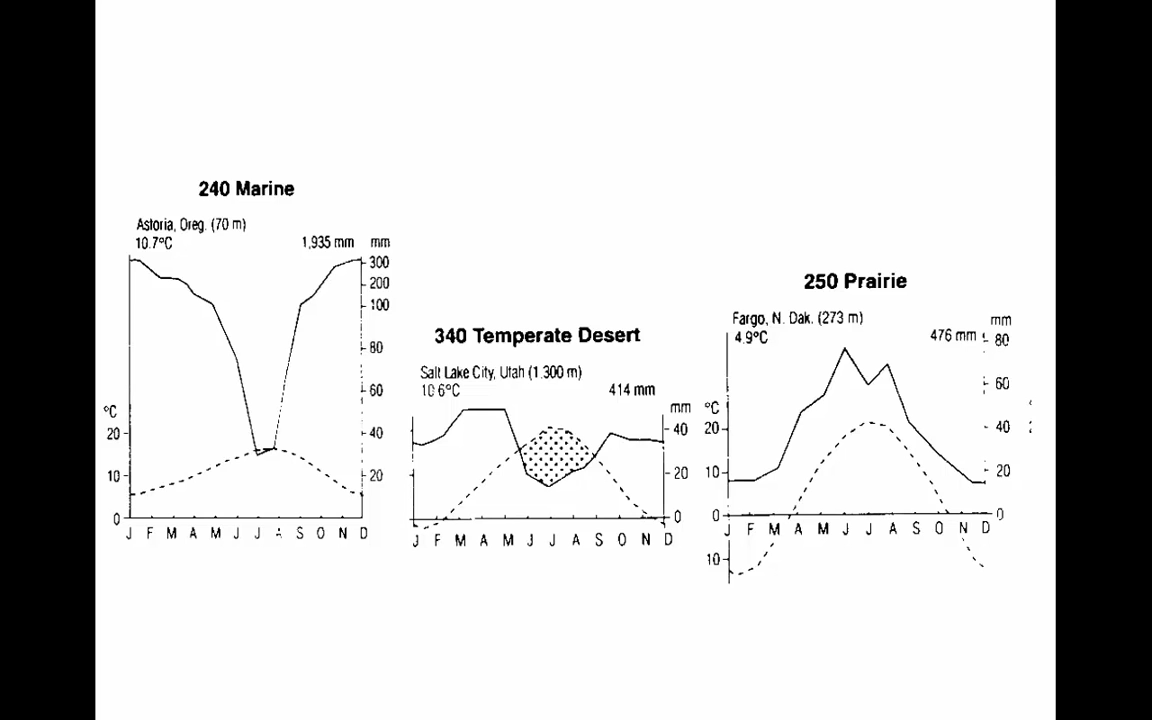 240 Marine
Astoria, Oreg. (70 m)
10.7°C 1,935 mm mm
300
200
100
80
60
°C
20 40
10 20
0
J F M A M J J A S O N D
340 Temperate Desert
Salt Lake City, Utah (1.300 m)
10 6°C 414 mm
mm
40
20
0
J F M A M J J A S O N D
250 Prairie
Fargo, N. Dak. (273 m) mm
4.9°C 476 mm 80
60
°C
20 40
10 20
0 0
J F M A M J J A S O N D
10